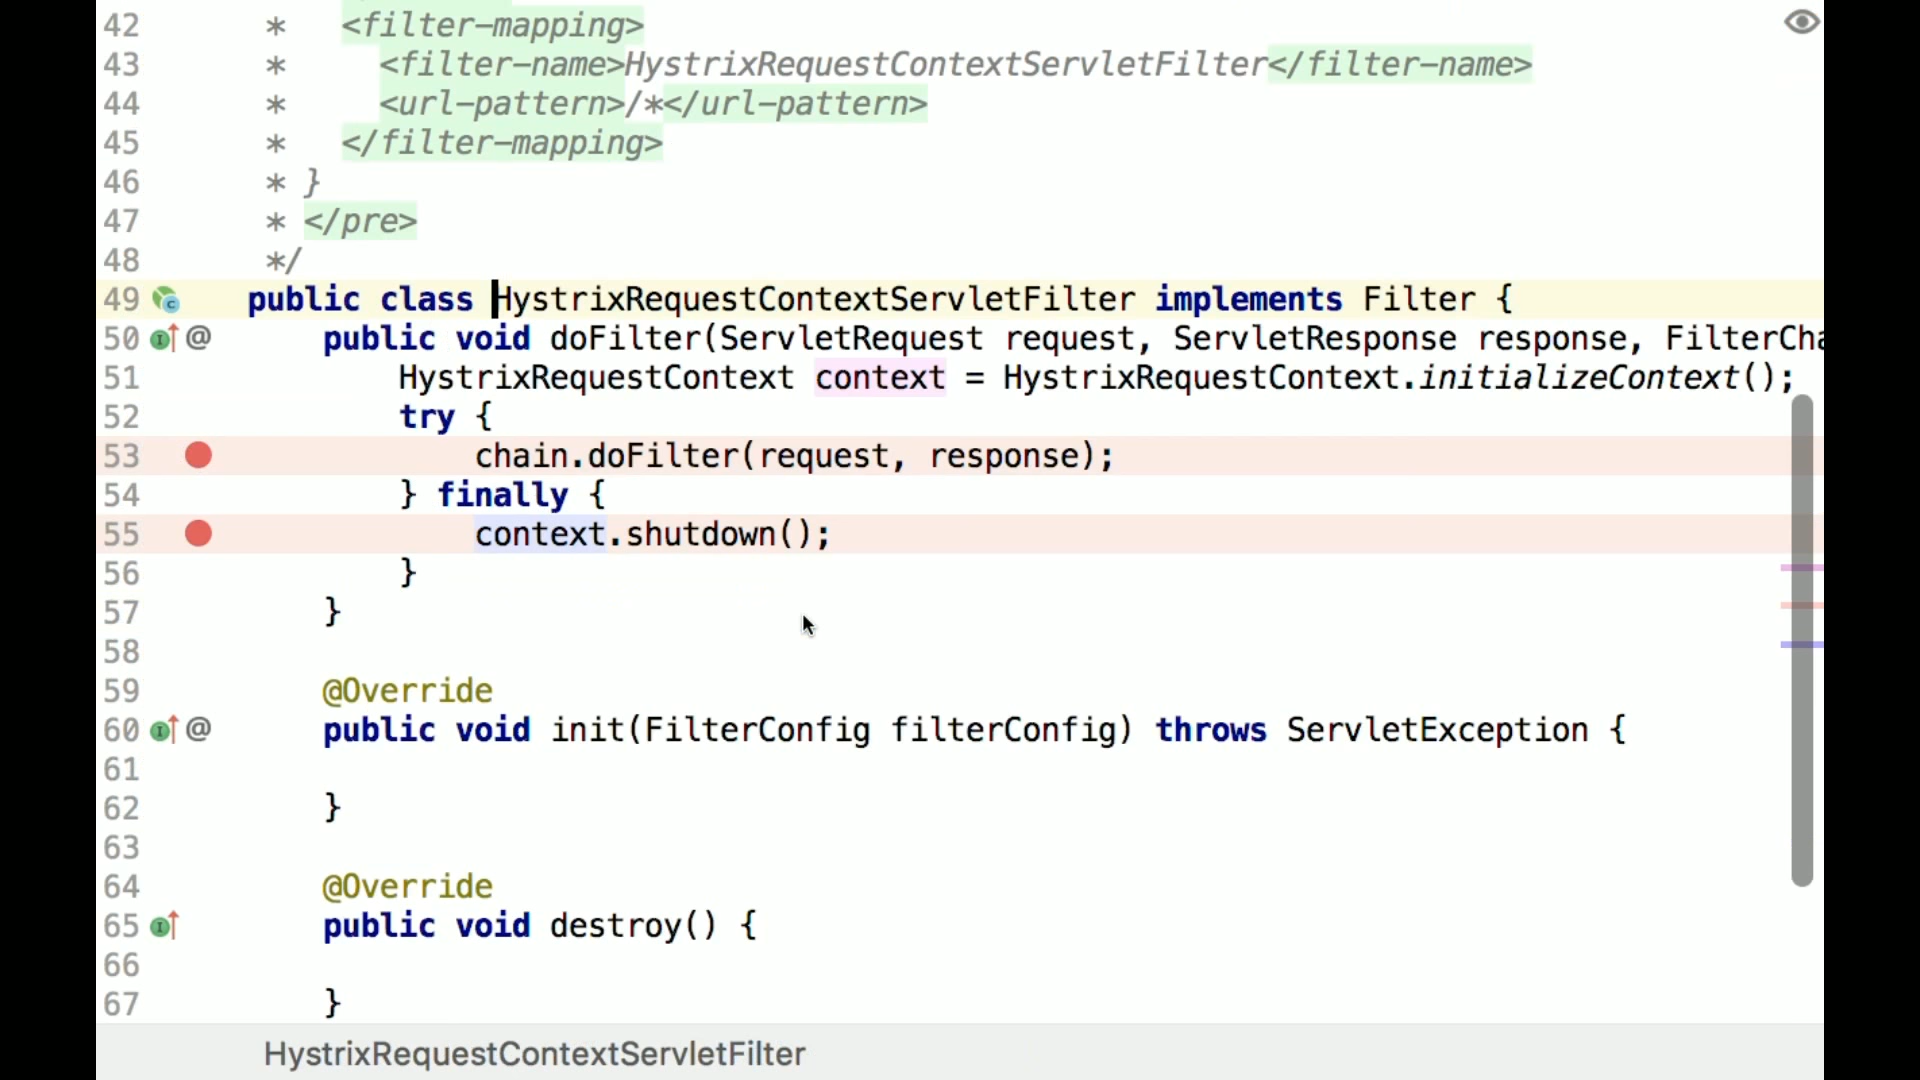 42 * <filter-mapping>
43 * <filter-name>HystrixRequestContextServletFilter</filter-name>
44 * <url-pattern>/*</url-pattern>
45 * </filter-mapping>
46 * }
47 * </pre>
48 */
49 public class HystrixRequestContextServletFilter implements Filter {
50 @ public void doFilter(ServletRequest request, ServletResponse response, FilterCha
51 HystrixRequestContext context = HystrixRequestContext.initializeContext();
52 try {
53 chain.doFilter(request, response);
54 } finally {
55 context.shutdown();
56 }
57 }
58
59 @Override
60 @ public void init(FilterConfig filterConfig) throws ServletException {
61
62 }
63
64 @Override
65 public void destroy() {
66
67 }
HystrixRequestContextServletFilter